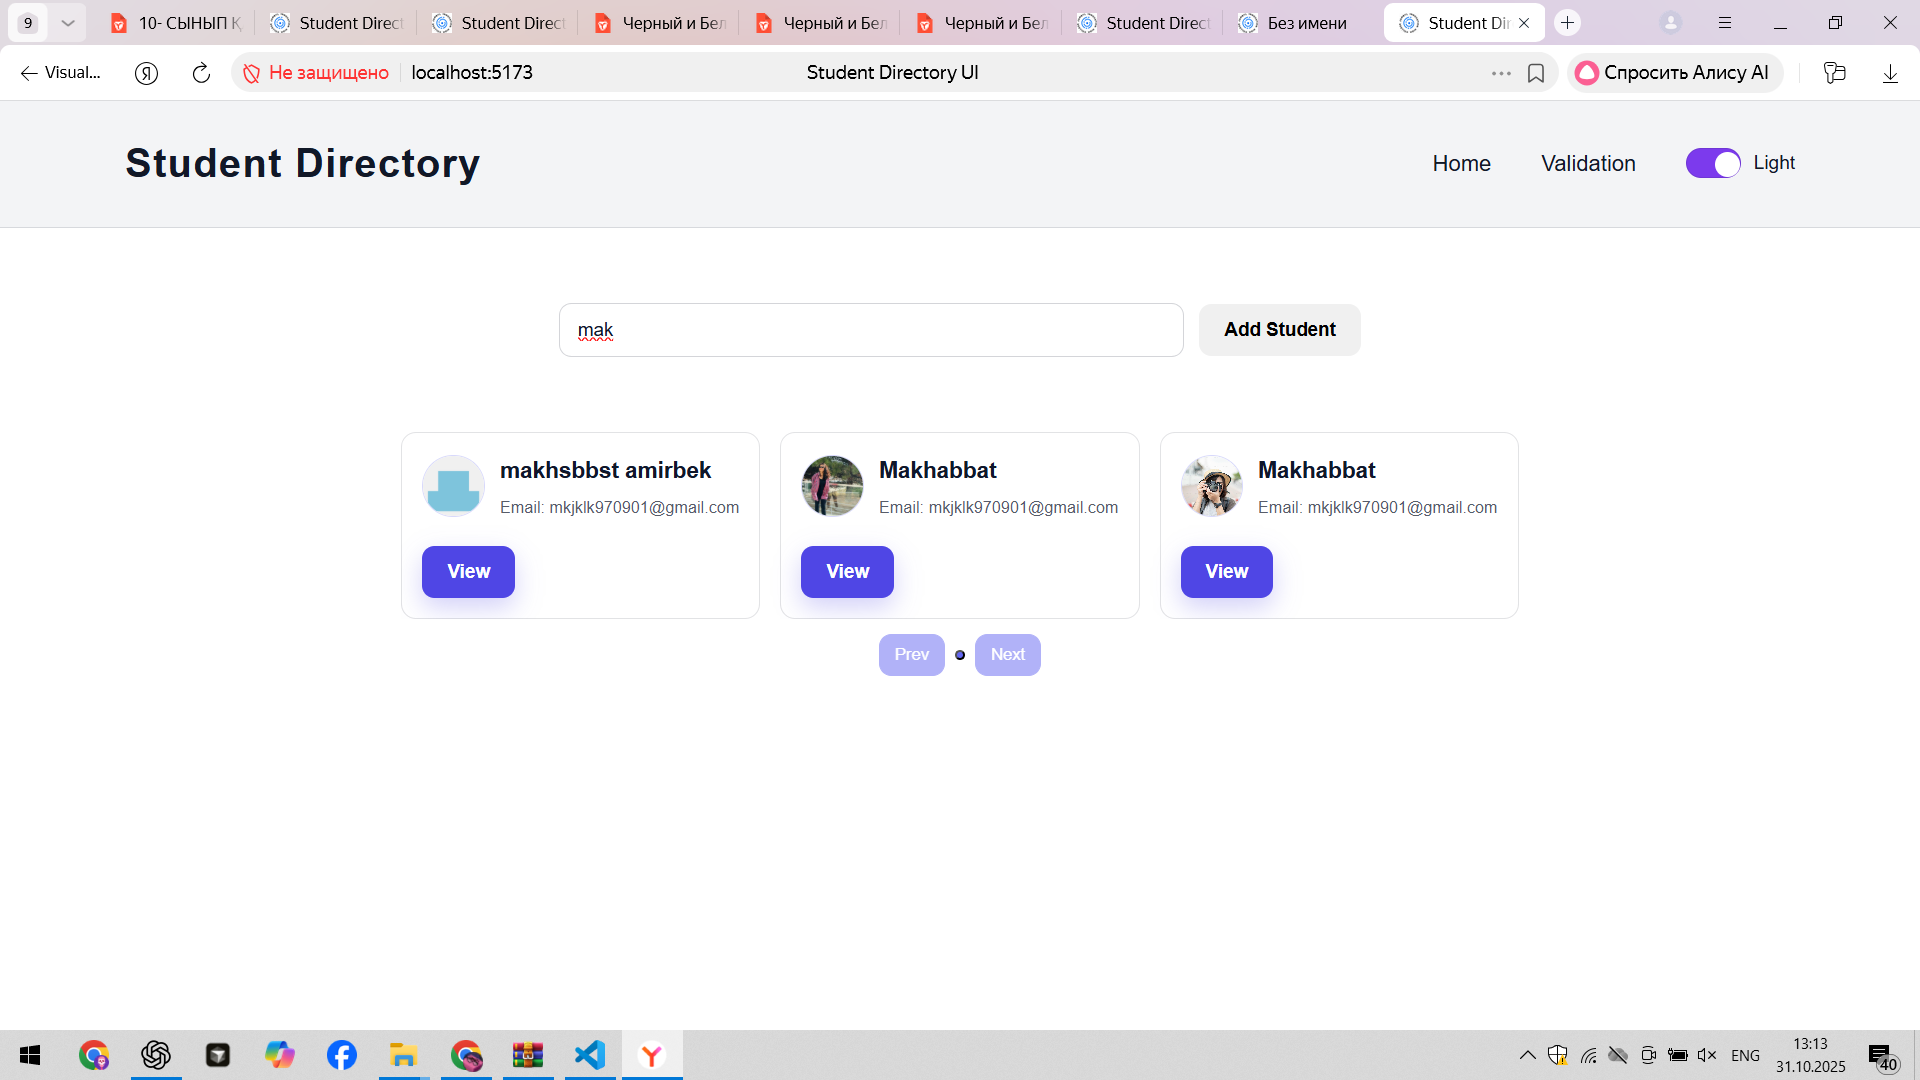 9
10- СЫНЫП Қ
Student Direct
Student Direct
Черный и Бел
Черный и Бел
Черный и Бел
Student Direct
Без имени
Student Dir
Visual...
Не защищено
localhost:5173
Student Directory UI
Спросить Алису AI
Student Directory
Home
Validation
Light
mak
Add Student
makhsbbst amirbek
Email: mkjklk970901@gmail.com
View
Makhabbat
Email: mkjklk970901@gmail.com
View
Makhabbat
Email: mkjklk970901@gmail.com
View
Prev
Next
ENG
13:13
31.10.2025
40